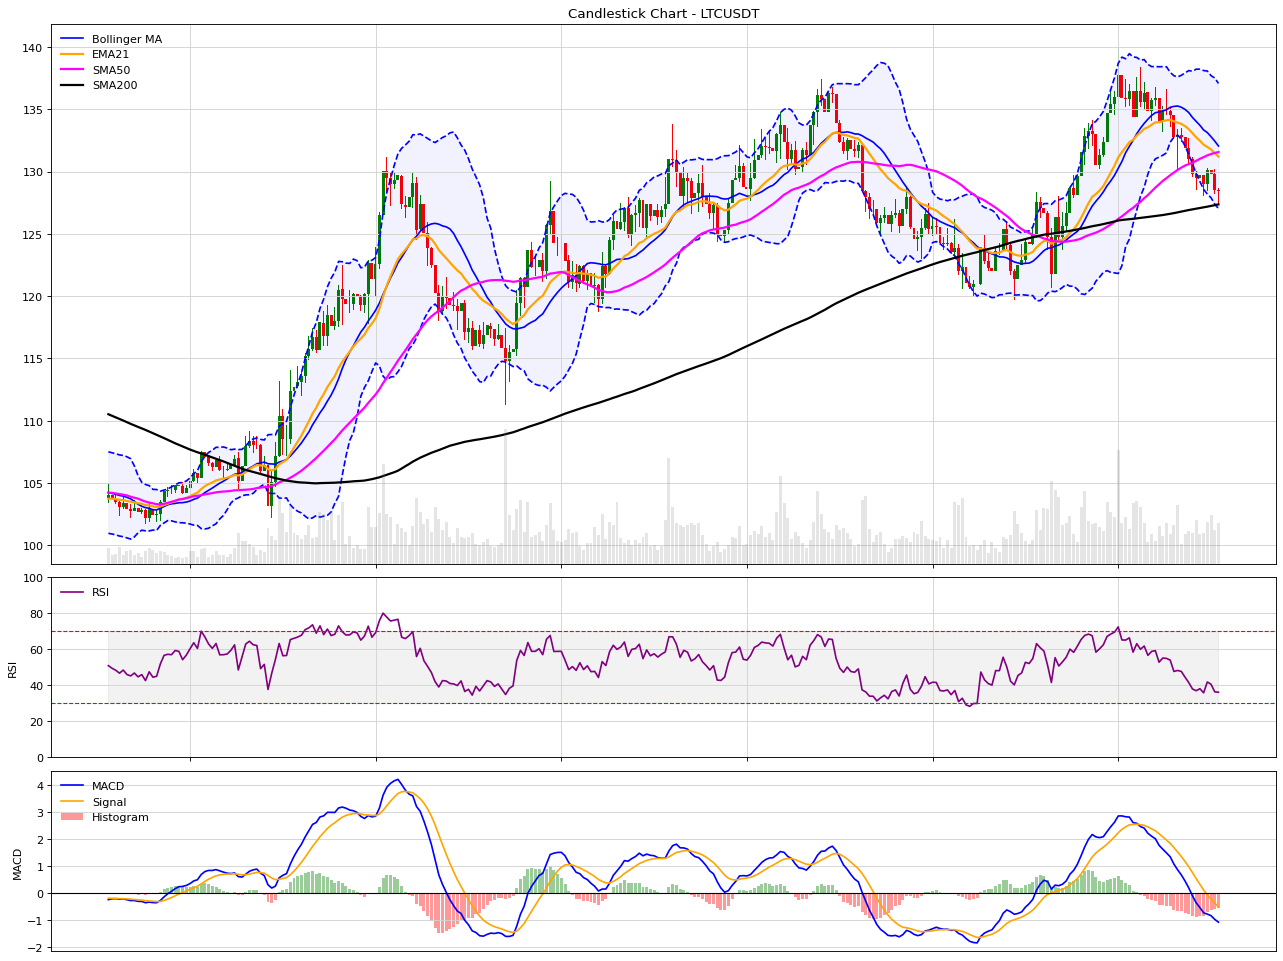 Candlestick Chart - LTCUSDT
Bollinger MA
EMA21
SMA50
SMA200
140
135
130
125
120
115
110
105
100
RSI
100
80
60
40
20
0
RSI
MACD
Signal
Histogram
4
3
2
1
0
−1
−2
MACD